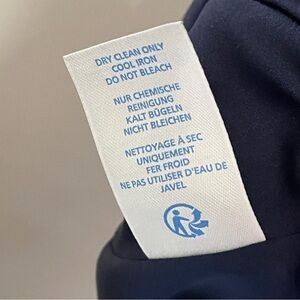 DRY CLEAN ONLY
COOL IRON
DO NOT BLEACH
NUR CHEMISCHE
REINIGUNG
KALT BÜGELN
NICHT BLEICHEN
NETTOYAGE À SEC
UNIQUEMENT
FER FROID
NE PAS UTILISER D'EAU DE
JAVEL